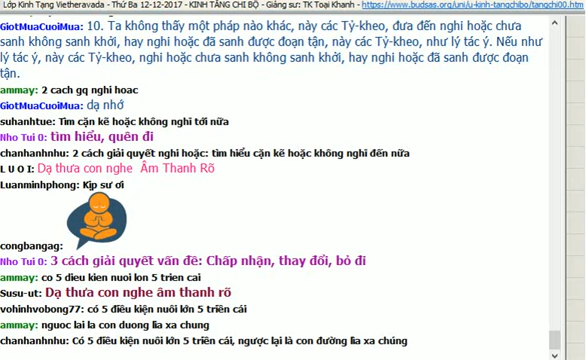 Lớp Kinh Tạng Vietheravada - Thứ Ba 12-12-2017 - KINH TĂNG CHI BỘ - Giảng sư: TK Toại Khanh - https://www.budsas.org/uni/u-kinh-tangchibo/tangchi00.htm
GiotMuaCuoiMua: 10. Ta không thấy một pháp nào khác, này các Tỷ-kheo, đưa đến nghi hoặc chưa
sanh không sanh khởi, hay nghi hoặc đã sanh được đoạn tận, này các Tỷ-kheo, như lý tác ý. Nếu như
lý tác ý, này các Tỷ-kheo, nghi hoặc chưa sanh không sanh khởi, hay nghi hoặc đã sanh được đoạn
tận.
ammay: 2 cach gq nghi hoac
GiotMuaCuoiMua: dạ nhớ
suhanhtue: Tìm cặn kẽ hoặc không nghĩ tới nữa
Nho Tui 0: tìm hiểu, quên đi
chanhanhnhu: 2 cách giải quyết nghi hoặc: tìm hiểu cặn kẽ hoặc không nghĩ đến nữa
L U O I: Dạ thưa con nghe Âm Thanh Rõ
Luanminhphong: Kịp sư ơi
congbangag:
Nho Tui 0: 3 cách giải quyết vấn đề: Chấp nhận, thay đổi, bỏ đi
ammay: co 5 dieu kien nuoi lon 5 trien cai
Susu-ut: Dạ thưa con nghe âm thanh rõ
vohinhvobong77: có 5 điều kiện nuôi lớn 5 triền cái
ammay: nguoc lai la con duong lia xa chung
chanhanhnhu: Có 5 điều kiện nuôi lớn 5 triền cái, ngược lại là con đường lìa xa chúng